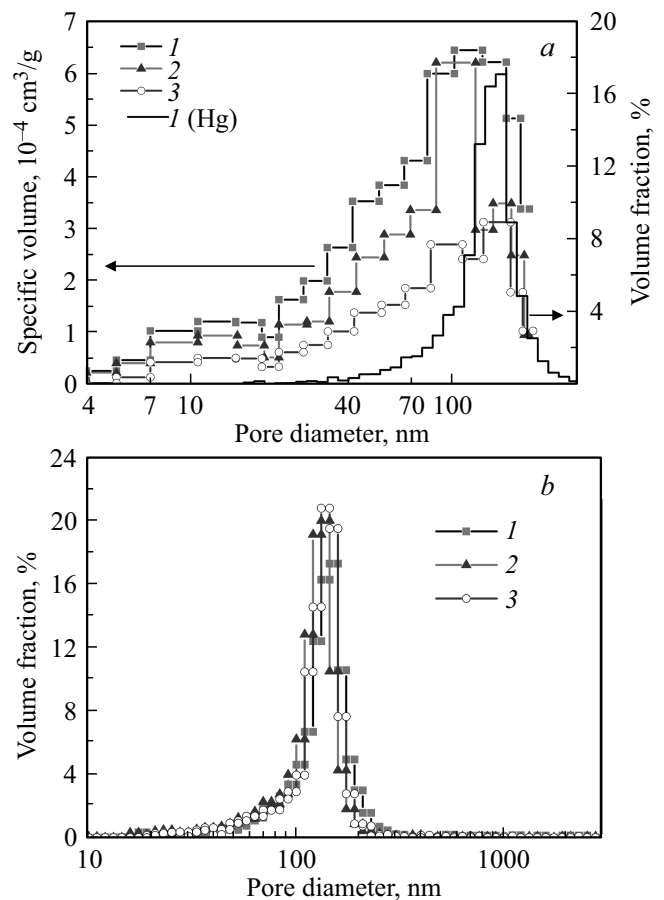 7 20
a
1
2
3
1 (Hg)
6
5
4
3
2
1
0
16
12
8
4
Specific volume, 10⁻⁴ cm³/g
Volume fraction, %
4 7 10 40 70 100
Pore diameter, nm
24
b
20
16
12
8
4
0
1
2
3
Volume fraction, %
10 100 1000
Pore diameter, nm